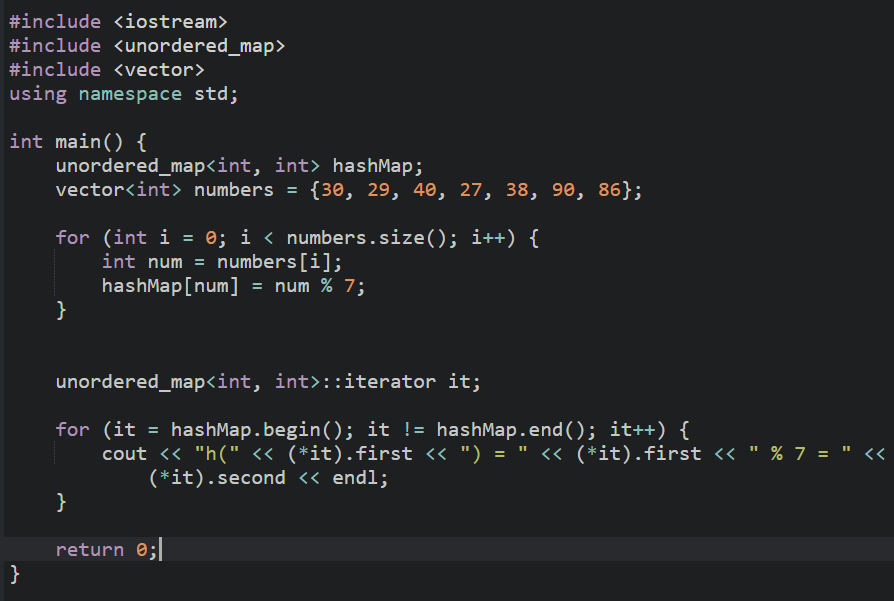 #include <iostream>
#include <unordered_map>
#include <vector>
using namespace std;

int main() {
    unordered_map<int, int> hashMap;
    vector<int> numbers = {30, 29, 40, 27, 38, 90, 86};

    for (int i = 0; i < numbers.size(); i++) {
        int num = numbers[i];
        hashMap[num] = num % 7;
    }


    unordered_map<int, int>::iterator it;

    for (it = hashMap.begin(); it != hashMap.end(); it++) {
        cout << "h(" << (*it).first << ") = " << (*it).first << " % 7 = " <<
            (*it).second << endl;
    }

    return 0;
}